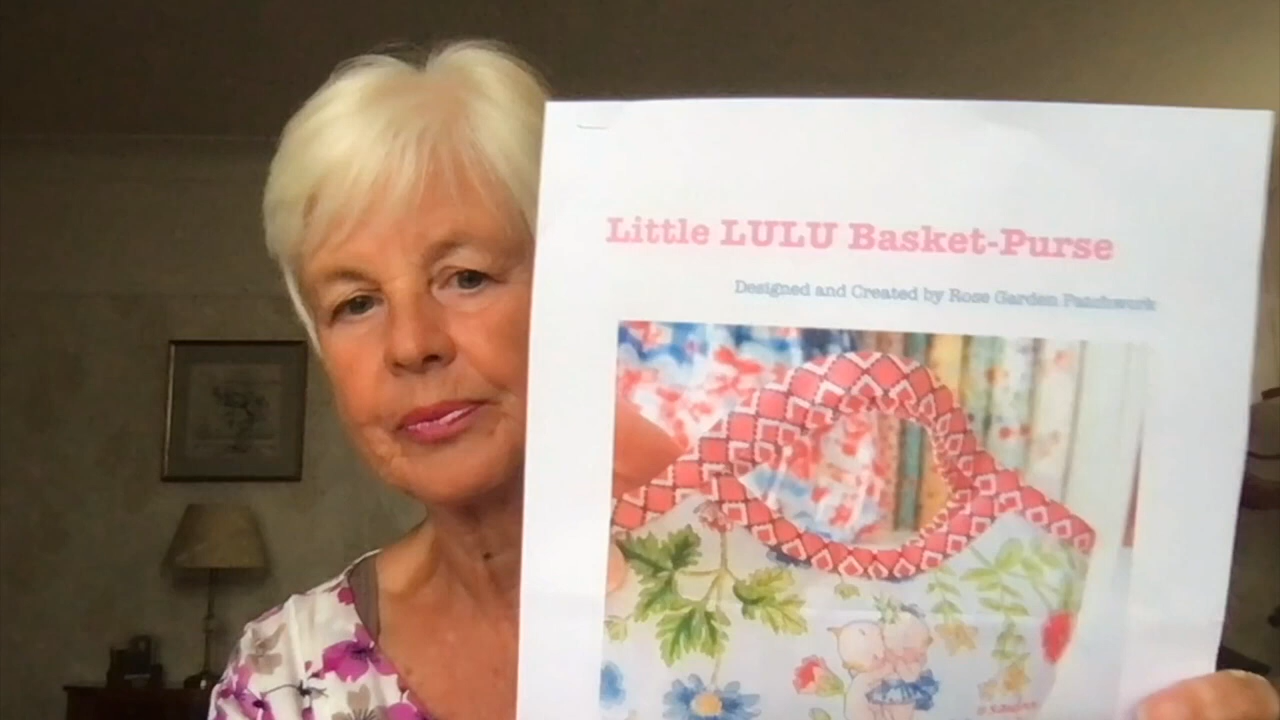 Little LULU Basket-Purse
Designed and Created by Rose Garden Patchwork